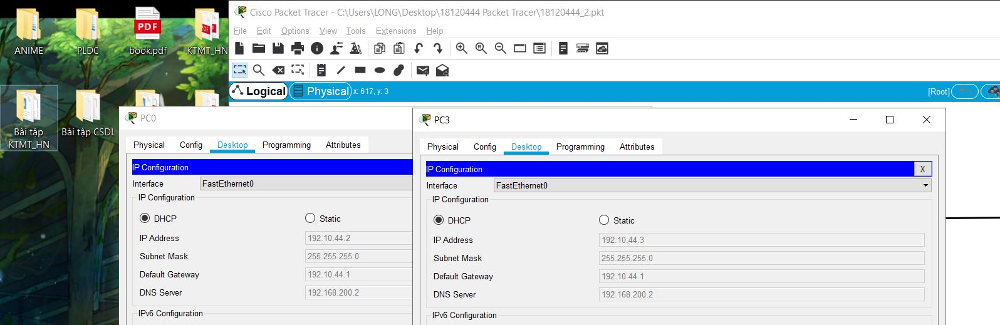 Cisco Packet Tracer - C:\Users\LONG\Desktop\18120444 Packet Tracer\18120444_2.pkt
File Edit Options View Tools Extensions Help
PDF
ANIME PLDC book.pdf KTMT_HN
Logical Physical x: 617, y: 3 [Root]
Bài tập KTMT_HN
Bài tập CSDL
PC0
Physical Config Desktop Programming Attributes
IP Configuration
Interface FastEthernet0
IP Configuration
DHCP Static
IP Address 192.10.44.2
Subnet Mask 255.255.255.0
Default Gateway 192.10.44.1
DNS Server 192.168.200.2
IPv6 Configuration
PC3
Physical Config Desktop Programming Attributes
IP Configuration X
Interface FastEthernet0
IP Configuration
DHCP Static
IP Address 192.10.44.3
Subnet Mask 255.255.255.0
Default Gateway 192.10.44.1
DNS Server 192.168.200.2
IPv6 Configuration